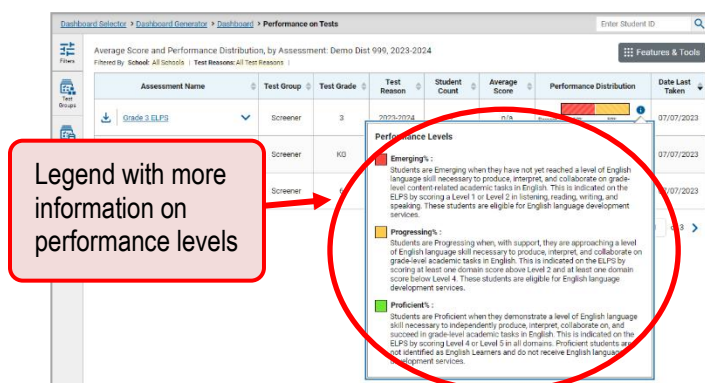 Dashboard Selector > Dashboard Generator > Dashboard > Performance on Tests
Enter Student ID
Average Score and Performance Distribution, by Assessment: Demo Dist 999, 2023-2024
Filtered By School: All Schools | Test Reasons: All Test Reasons |
Features & Tools
Filters
Test Groups
Assessment Name
Test Group
Test Grade
Test Reason
Student Count
Average Score
Performance Distribution
Date Last Taken
Grade 3 ELPS
Screener
3
2023-2024
n/a
07/07/2023
Screener
KG
07/07/2023
Screener
6
07/07/2023
of 3
Legend with more
information on
performance levels
Performance Levels
Emerging% :
Students are Emerging when they have not yet reached a level of English
language skill necessary to produce, interpret, and collaborate on grade-
level content-related academic tasks in English. This is indicated on the
ELPS by scoring a Level 1 or Level 2 in listening, reading, writing, and
speaking. These students are eligible for English language development
services.
Progressing% :
Students are Progressing when, with support, they are approaching a level
of English language skill necessary to produce, interpret, and collaborate on
grade-level academic tasks in English. This is indicated on the ELPS by
scoring at least one domain score above Level 2 and at least one domain
score below Level 4. These students are eligible for English language
development services.
Proficient% :
Students are Proficient when they demonstrate a level of English language
skill necessary to independently produce, interpret, collaborate on, and
succeed in grade-level academic tasks in English. This is indicated on the
ELPS by scoring Level 4 or Level 5 in all domains. Proficient students are
not identified as English Learners and do not receive English language
development services.